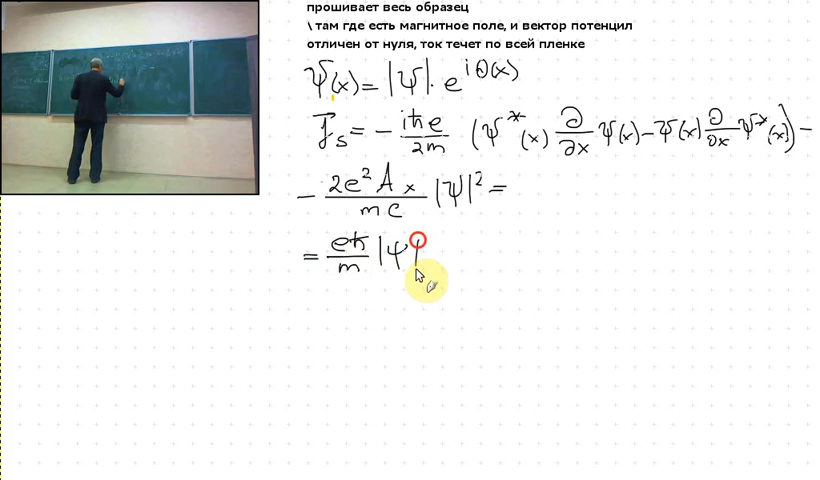 прошивает весь образец
\ там где есть магнитное поле, и вектор потенцил
отличен от нуля, ток течет по всей пленке
Ψ(x) = |Ψ| · e^{iθ(x)}
J_s = − iħe/2m (Ψ*(x) ∂/∂x Ψ(x) − Ψ(x) ∂/∂x Ψ*(x)) −
− 2e²A_x/mc |Ψ|² =
= eħ/m |Ψ|